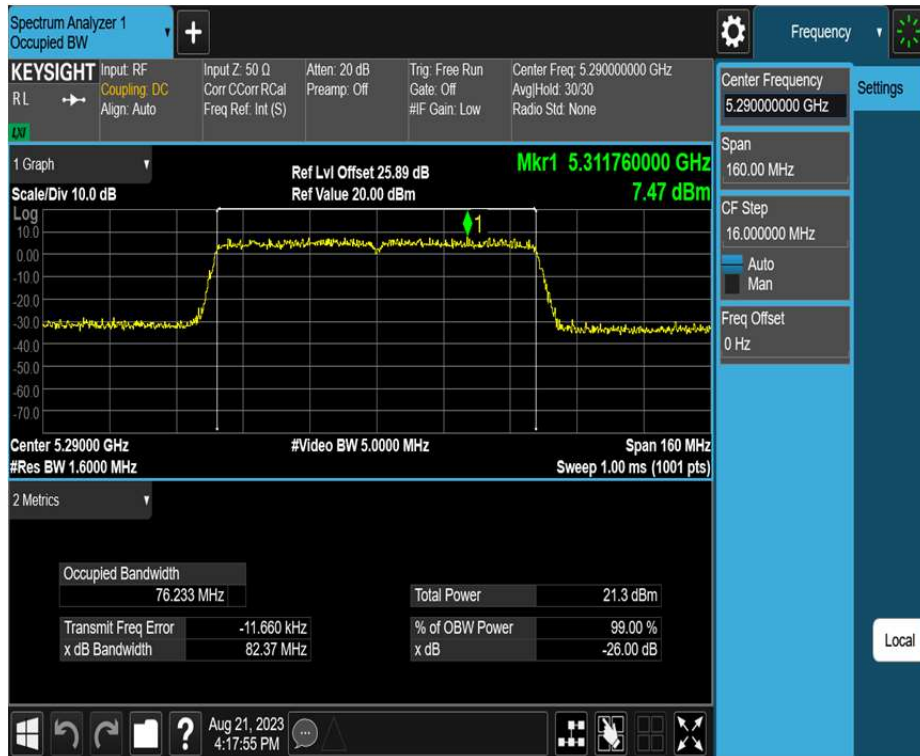 Spectrum Analyzer 1
Occupied BW
+
Frequency
KEYSIGHT
R L
LXI
Input: RF
Coupling: DC
Align: Auto
Input Z: 50 Ω
Corr CCorr RCal
Freq Ref: Int (S)
Atten: 20 dB
Preamp: Off
Trig: Free Run
Gate: Off
#IF Gain: Low
Center Freq: 5.290000000 GHz
Avg|Hold: 30/30
Radio Std: None
Center Frequency
5.290000000 GHz
Settings
Span
160.00 MHz
CF Step
16.000000 MHz
Auto
Man
Freq Offset
0 Hz
Local
1 Graph
Scale/Div 10.0 dB
Ref Lvl Offset 25.89 dB
Ref Value 20.00 dBm
Mkr1 5.311760000 GHz
7.47 dBm
Log
10.0
0.00
-10.0
-20.0
-30.0
-40.0
-50.0
-60.0
-70.0
1
Center 5.29000 GHz
#Res BW 1.6000 MHz
#Video BW 5.0000 MHz
Span 160 MHz
Sweep 1.00 ms (1001 pts)
2 Metrics
Occupied Bandwidth
76.233 MHz
Total Power 21.3 dBm
Transmit Freq Error -11.660 kHz
% of OBW Power 99.00 %
x dB Bandwidth 82.37 MHz
x dB -26.00 dB
?
Aug 21, 2023
4:17:55 PM